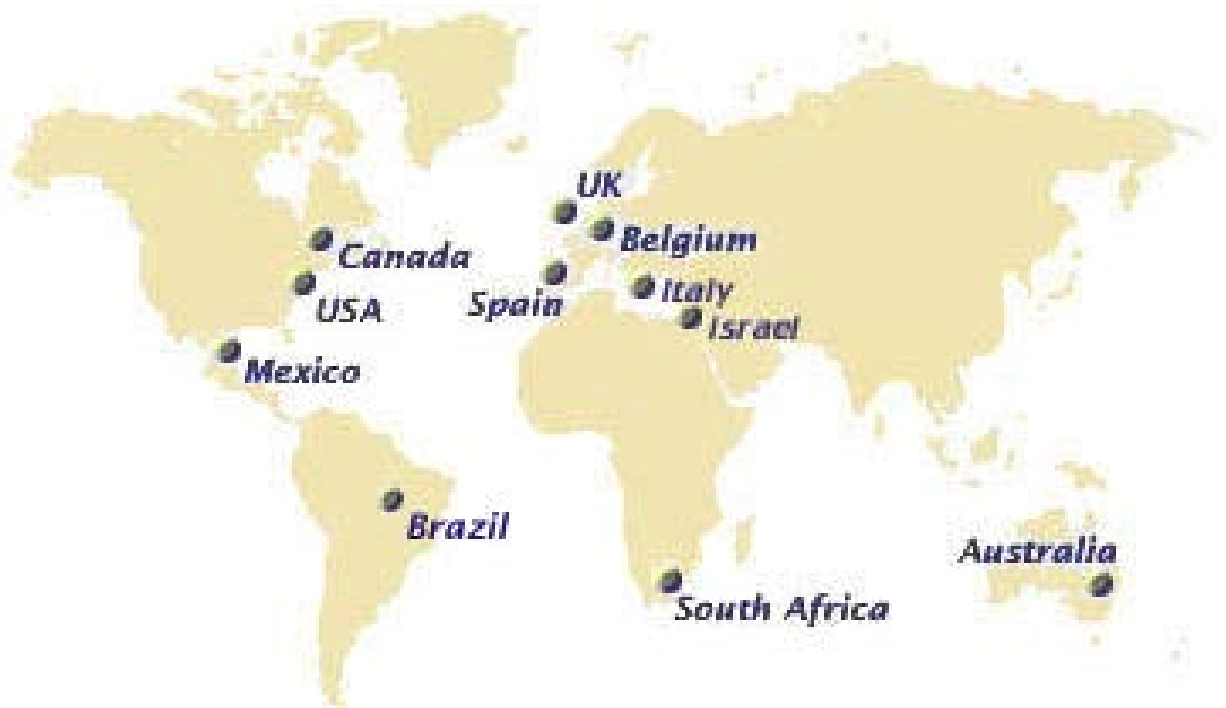 UK
Belgium
Canada
Spain
Italy
USA
Israel
Mexico
Brazil
Australia
South Africa